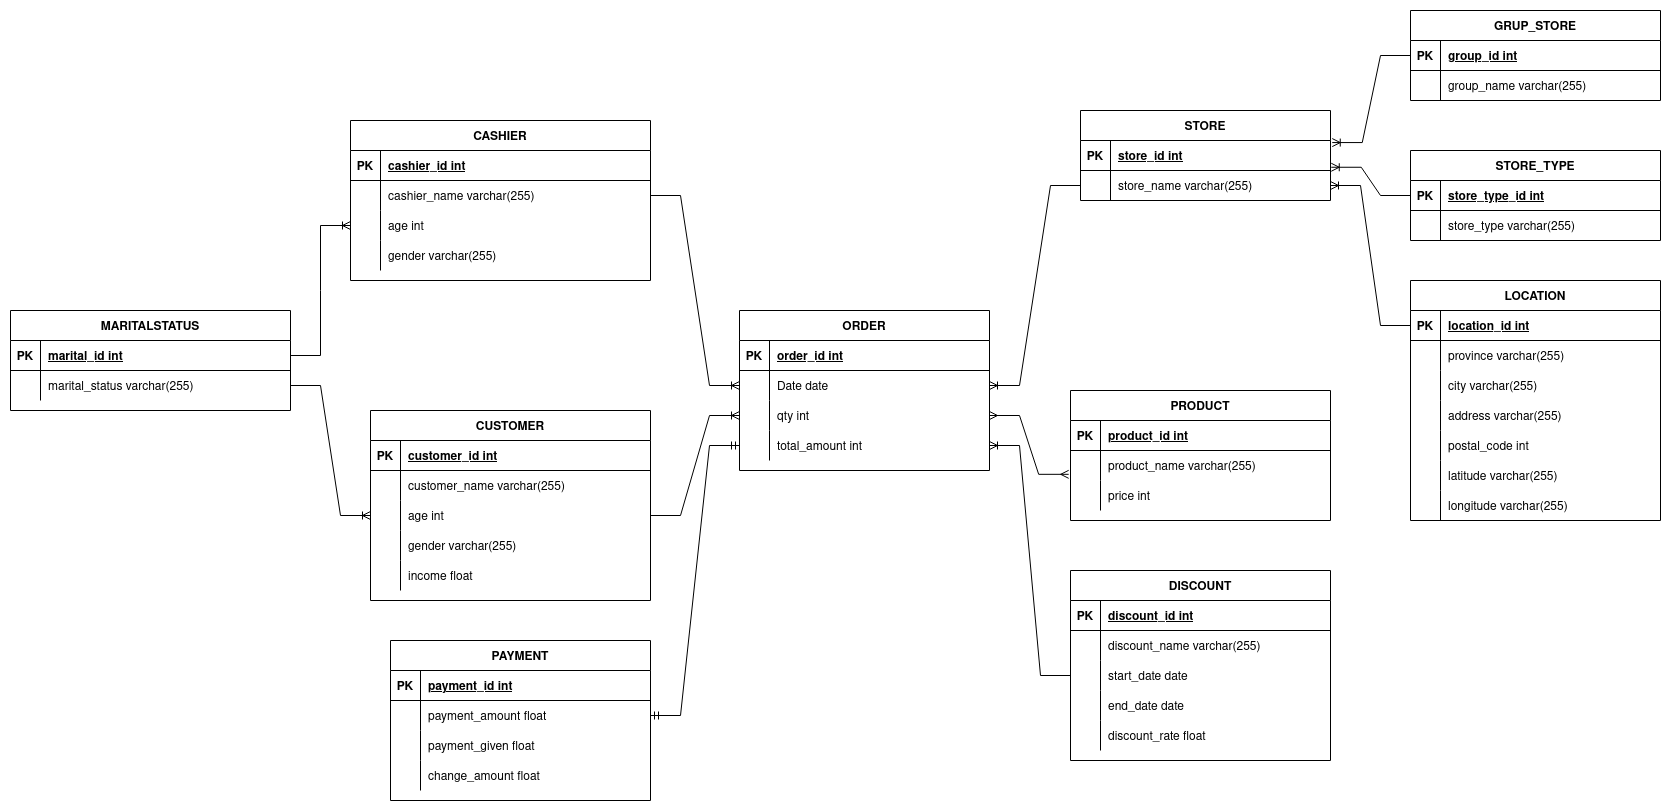 GRUP_STORE
PK group_id int
group_name varchar(255)
CASHIER
PK cashier_id int
cashier_name varchar(255)
age int
gender varchar(255)
STORE
PK store_id int
store_name varchar(255)
STORE_TYPE
PK store_type_id int
store_type varchar(255)
MARITALSTATUS
PK marital_id int
marital_status varchar(255)
ORDER
PK order_id int
Date date
qty int
total_amount int
LOCATION
PK location_id int
province varchar(255)
city varchar(255)
address varchar(255)
postal_code int
latitude varchar(255)
longitude varchar(255)
CUSTOMER
PK customer_id int
customer_name varchar(255)
age int
gender varchar(255)
income float
PRODUCT
PK product_id int
product_name varchar(255)
price int
PAYMENT
PK payment_id int
payment_amount float
payment_given float
change_amount float
DISCOUNT
PK discount_id int
discount_name varchar(255)
start_date date
end_date date
discount_rate float